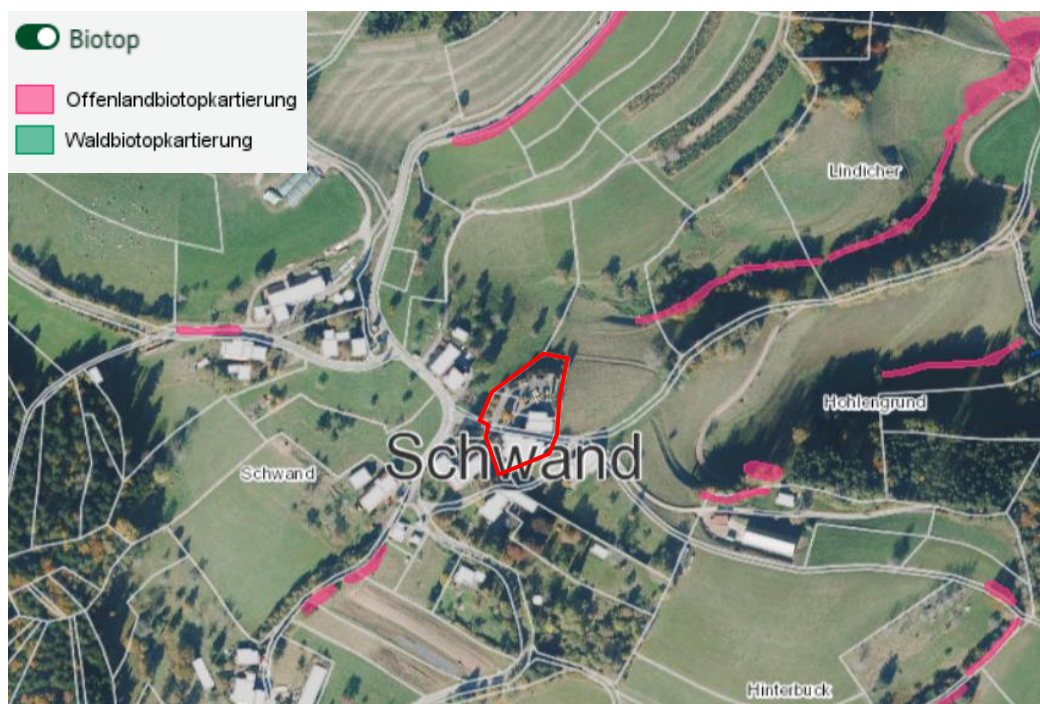 Biotop
Offenlandbiotopkartierung
Waldbiotopkartierung
Lindicher
Hohlengrund
Schwand
Schwand
Hinterbuck